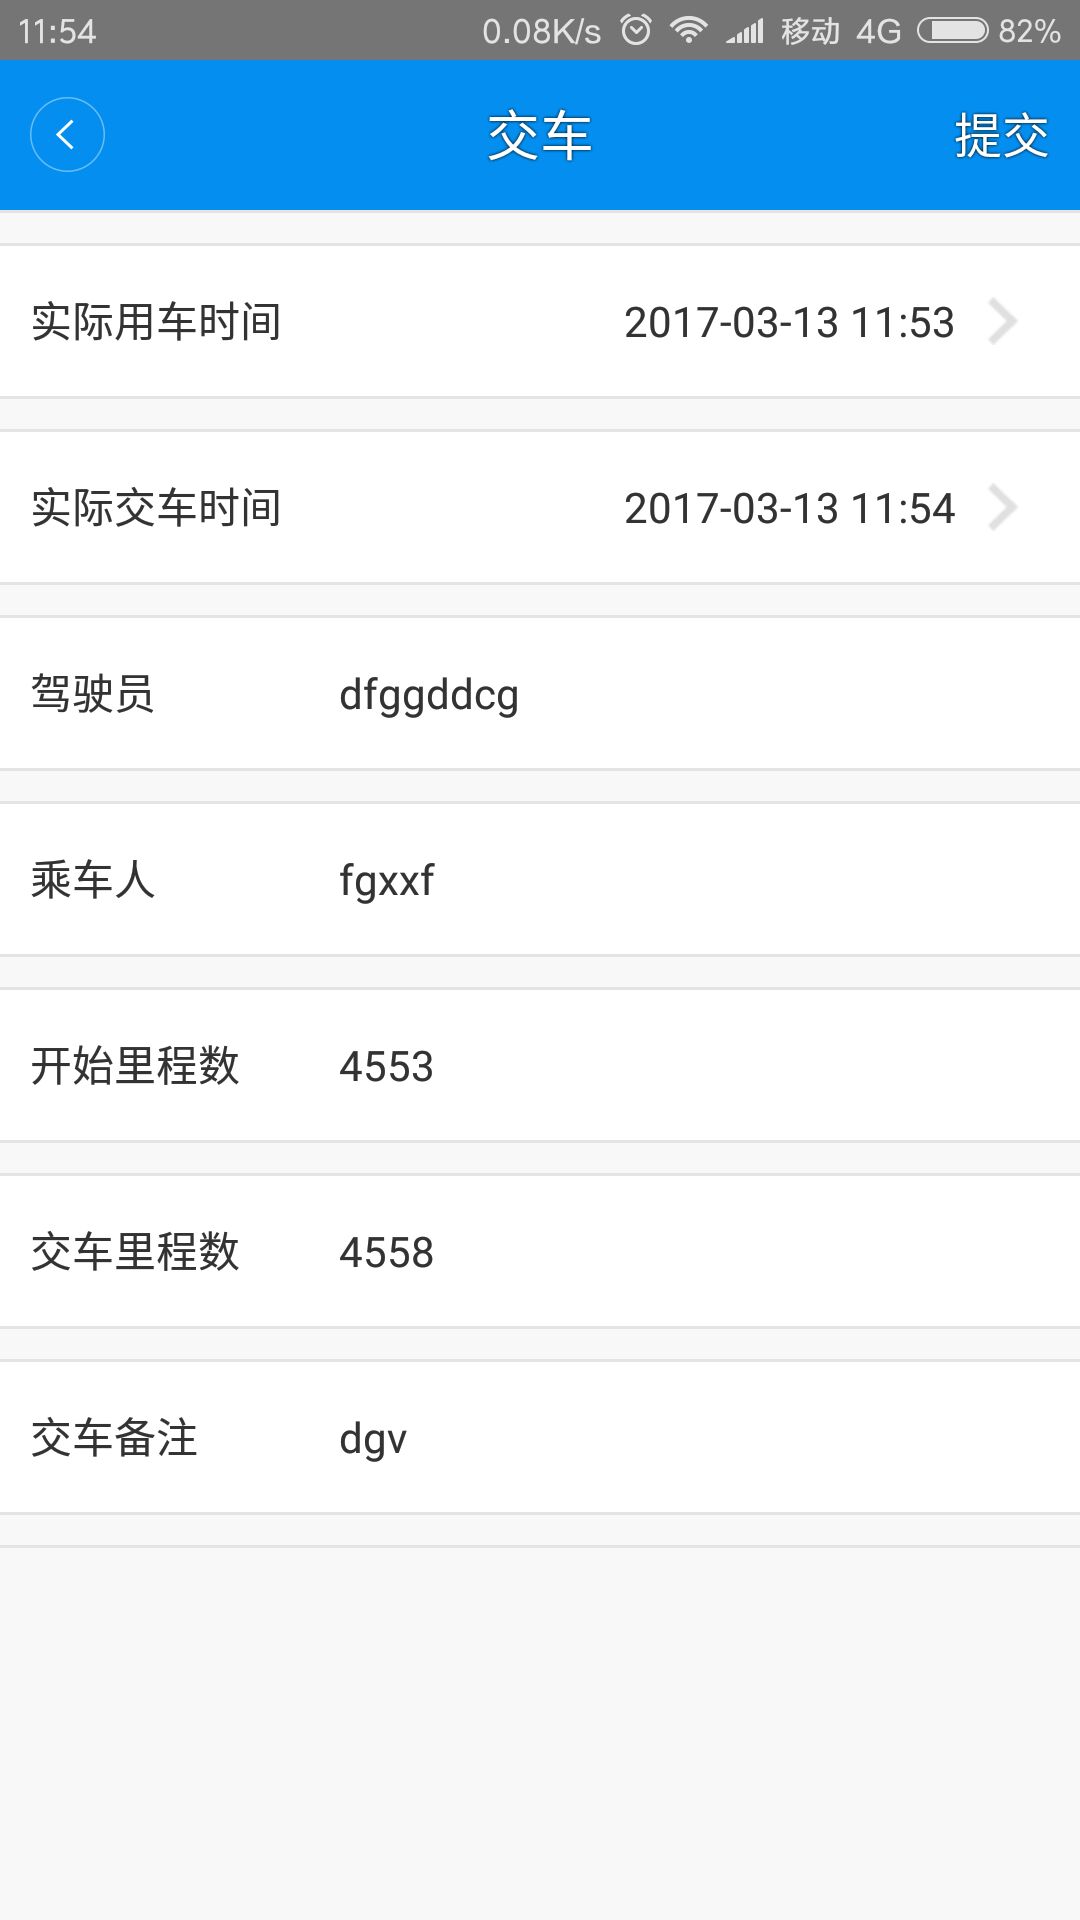 11:54 0.08K/s 移动 4G 82%
交车 提交
实际用车时间 2017-03-13 11:53
实际交车时间 2017-03-13 11:54
驾驶员 dfggddcg
乘车人 fgxxf
开始里程数 4553
交车里程数 4558
交车备注 dgv